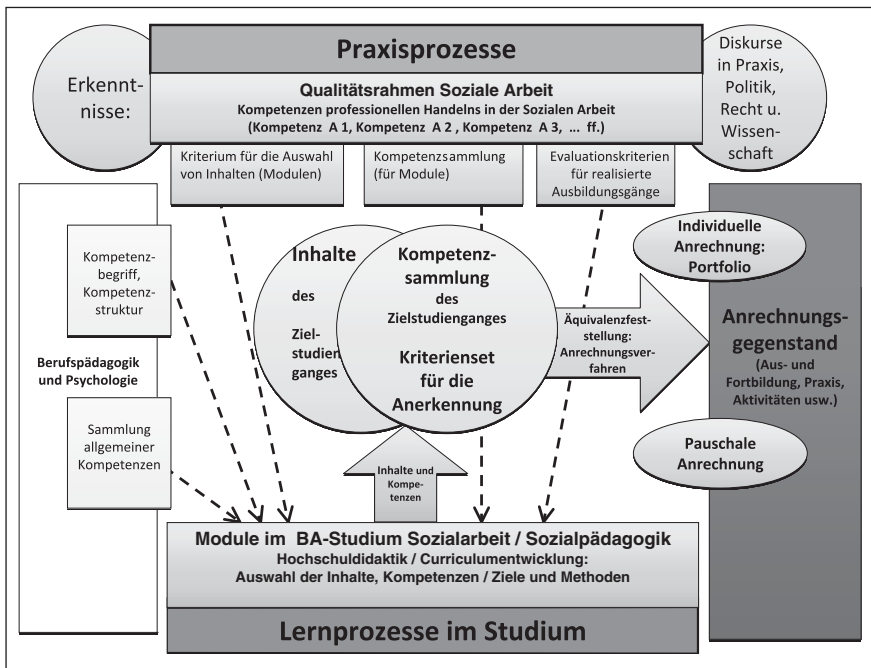 Erkennt-
nisse:
Praxisprozesse
Qualitätsrahmen Soziale Arbeit
Kompetenzen professionellen Handelns in der Sozialen Arbeit
(Kompetenz A 1, Kompetenz A 2 , Kompetenz A 3, ... ff.)
Diskurse
in Praxis,
Politik,
Recht u.
Wissen-
schaft
Kriterium für die Auswahl
von Inhalten (Modulen)
Kompetenzsammlung
(für Module)
Evaluationskriterien
für realisierte
Ausbildungsgänge
Kompetenz-
begriff,
Kompetenz-
struktur
Berufspädagogik
und Psychologie
Sammlung
allgemeiner
Kompetenzen
Inhalte
des
Ziel-
studien
ganges
Kompetenz-
sammlung
des
Zielstudienganges
Kriterienset
für die
Anerkennung
Äquivalenzfest-
stellung:
Anrechnungsver-
fahren
Individuelle
Anrechnung:
Portfolio
Anrechnungs-
gegenstand
(Aus- und
Fortbildung, Praxis,
Aktivitäten usw.)
Pauschale
Anrechnung
Inhalte und
Kompe-
tenzen
Module im BA-Studium Sozialarbeit / Sozialpädagogik
Hochschuldidaktik / Curriculumentwicklung:
Auswahl der Inhalte, Kompetenzen / Ziele und Methoden
Lernprozesse im Studium